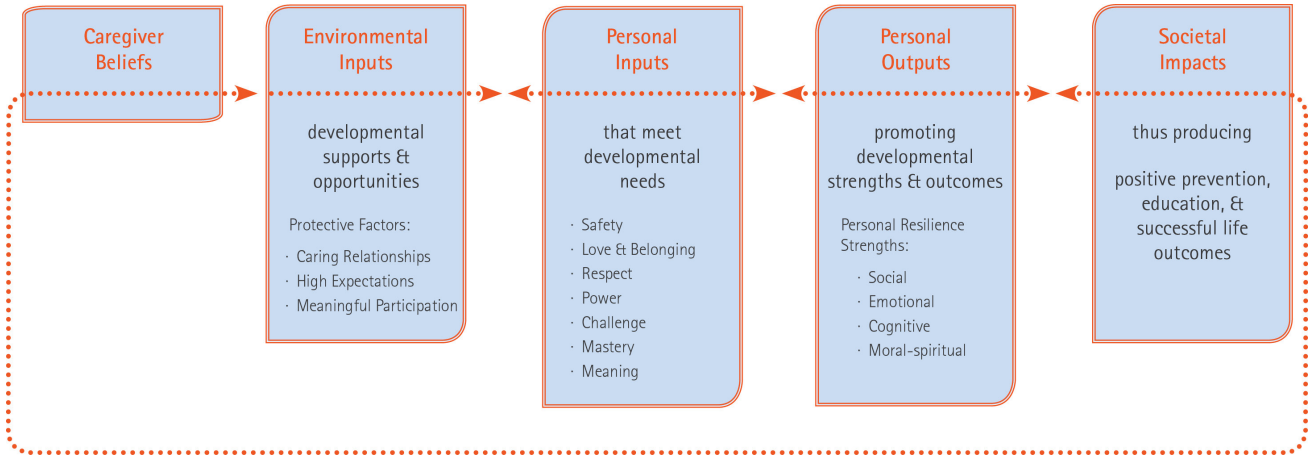 Caregiver
Beliefs
Environmental
Inputs
developmental
supports &
opportunities
Protective Factors:
· Caring Relationships
· High Expectations
· Meaningful Participation
Personal
Inputs
that meet
developmental
needs
· Safety
· Love & Belonging
· Respect
· Power
· Challenge
· Mastery
· Meaning
Personal
Outputs
promoting
developmental
strengths & outcomes
Personal Resilience
Strengths:
· Social
· Emotional
· Cognitive
· Moral-spiritual
Societal
Impacts
thus producing
positive prevention,
education, &
successful life
outcomes